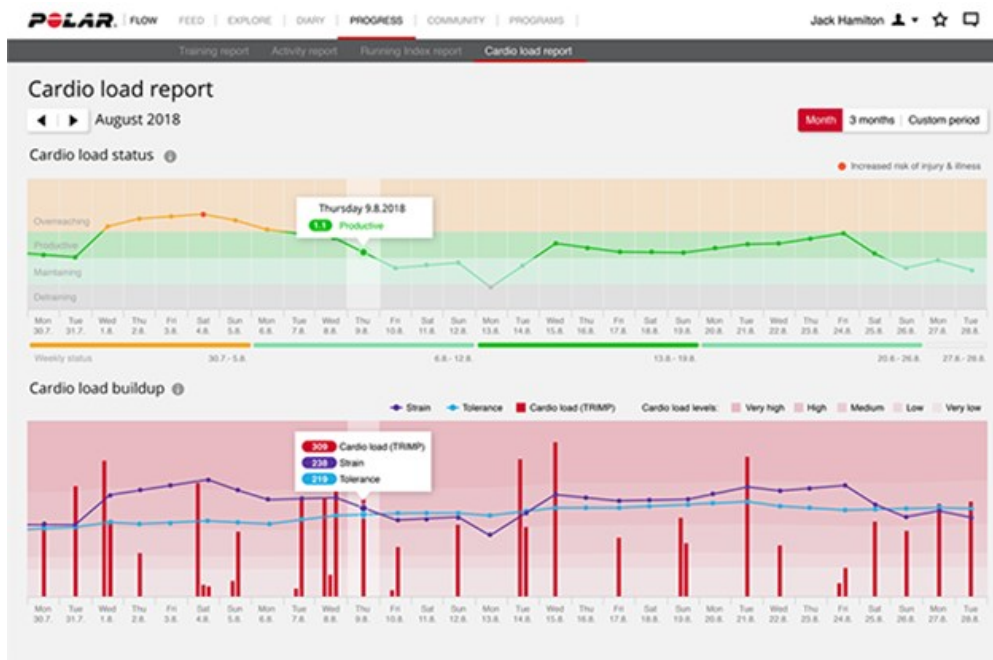 POLAR. FLOW FEED EXPLORE DIARY PROGRESS COMMUNITY PROGRAMS Jack Hamilton
Training report Activity report Running Index report Cardio load report
Cardio load report
August 2018 Month 3 months Custom period
Cardio load status
Increased risk of injury & illness
Thursday 9.8.2018
1.1 Productive
Overreaching
Productive
Maintaining
Detraining
Mon Tue Wed Thu Fri Sat Sun Mon Tue Wed Thu Fri Sat Sun Mon Tue Wed Thu Fri Sat Sun Mon Tue Wed Thu Fri Sat Sun Mon Tue
30.7. 31.7. 1.8. 2.8. 3.8. 4.8. 5.8. 6.8. 7.8. 8.8. 9.8. 10.8. 11.8. 12.8. 13.8. 14.8. 15.8. 16.8. 17.8. 18.8. 19.8. 20.8. 21.8. 22.8. 23.8. 24.8. 25.8. 26.8. 27.8. 28.8.
Weekly status 30.7.- 5.8. 6.8.- 12.8. 13.8.- 19.8. 20.8.- 26.8. 27.8.- 28.8.
Cardio load buildup
Strain Tolerance Cardio load (TRIMP) Cardio load levels: Very high High Medium Low Very low
309 Cardio load (TRIMP)
238 Strain
219 Tolerance
Mon Tue Wed Thu Fri Sat Sun Mon Tue Wed Thu Fri Sat Sun Mon Tue Wed Thu Fri Sat Sun Mon Tue Wed Thu Fri Sat Sun Mon Tue
30.7. 31.7. 1.8. 2.8. 3.8. 4.8. 5.8. 6.8. 7.8. 8.8. 9.8. 10.8. 11.8. 12.8. 13.8. 14.8. 15.8. 16.8. 17.8. 18.8. 19.8. 20.8. 21.8. 22.8. 23.8. 24.8. 25.8. 26.8. 27.8. 28.8.